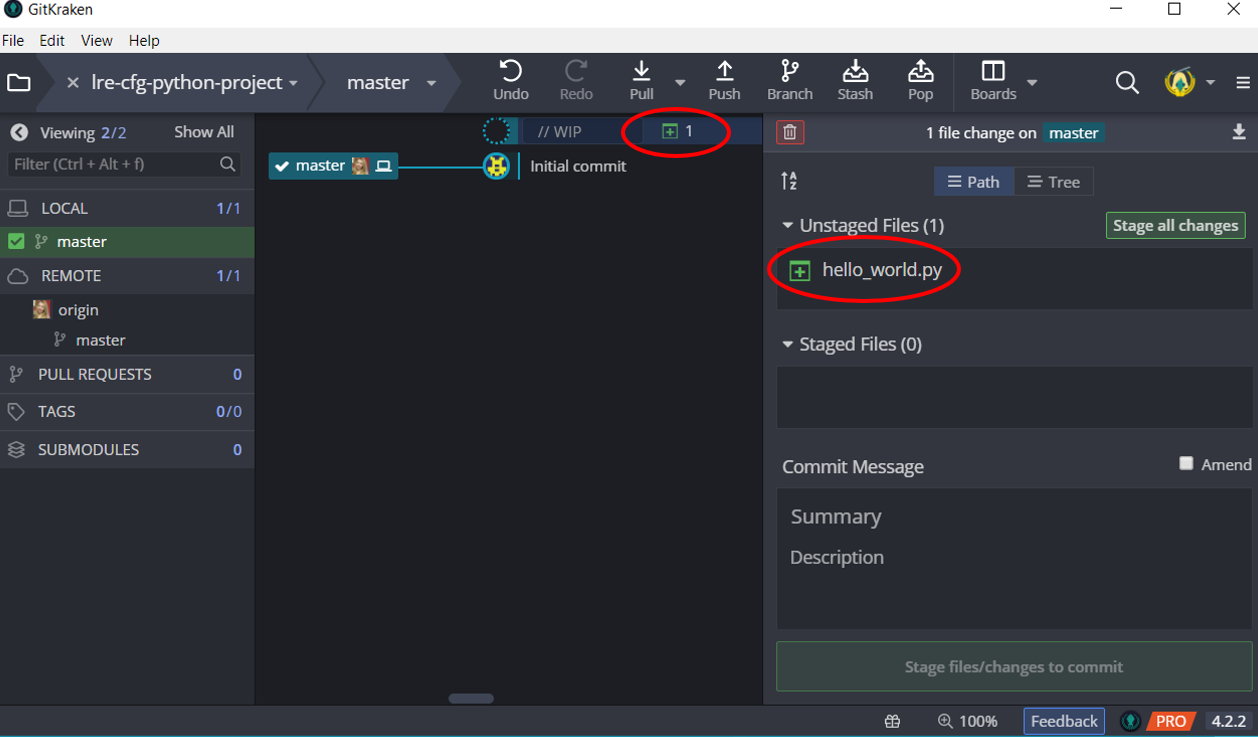 GitKraken
File Edit View Help
lre-cfg-python-project master Undo Redo Pull Push Branch Stash Pop Boards
Viewing 2/2 Show All
Filter (Ctrl + Alt + f)
LOCAL 1/1
master
REMOTE 1/1
origin
master
PULL REQUESTS 0
TAGS 0/0
SUBMODULES 0
// WIP 1
master Initial commit
1 file change on master
Path Tree
Unstaged Files (1) Stage all changes
hello_world.py
Staged Files (0)
Commit Message Amend
Summary
Description
Stage files/changes to commit
100% Feedback PRO 4.2.2